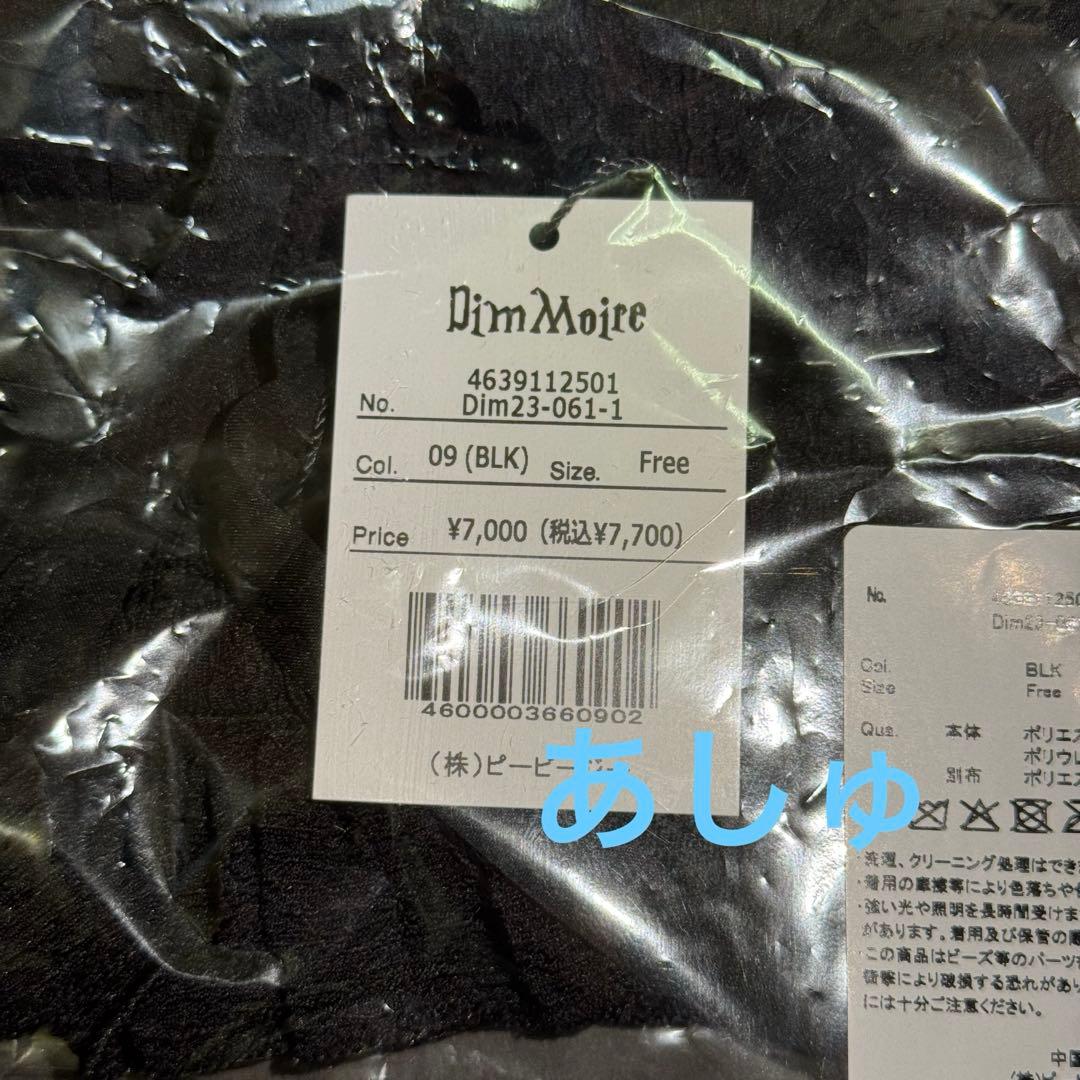 Dim Moire
4639112501
No. Dim23-061-1
Col. 09 (BLK) Size. Free
Price ¥7,000 (税込¥7,700)
4600003660902
(株)ピーピー
あしゅ
No.
Dim23-06
Col. BLK
Size Free
Qua. 本体 ポリエス
ポリウレ
別布 ポリエス
・洗濯、クリーニング処理はでき
・着用の摩擦等により色落ちや
・強い光や照明を長時間受けま
があります。着用及び保管の
・この商品はビーズ等のパーツ
衝撃により破損する恐れがあり
には十分ご注意ください。
中国